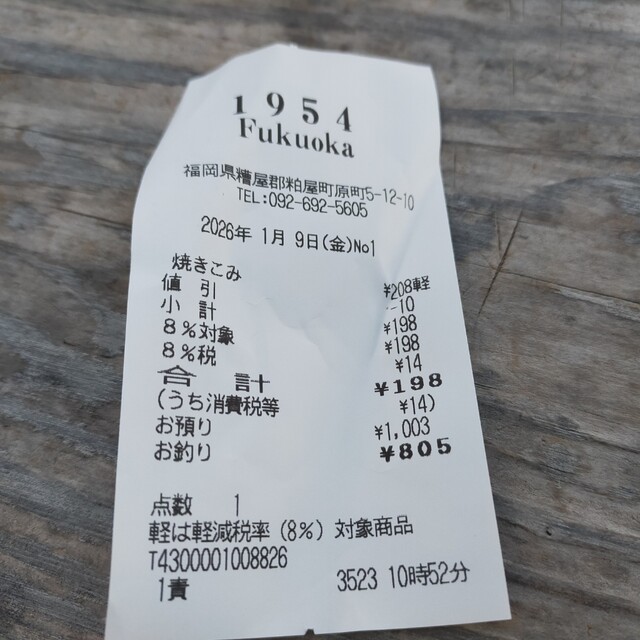 1954
Fukuoka
福岡県糟屋郡粕屋町原町5-12-10
TEL:092-692-5605
2026年 1月 9日(金)No1
焼きこみ ¥208軽
値 引 -10
小 計 ¥198
8%対象 ¥198
8%税 ¥14
合 計 ¥198
(うち消費税等 ¥14)
お預り ¥1,003
お釣り ¥805
点数 1
軽は軽減税率(8%)対象商品
T4300001008826
1責 3523 10時52分